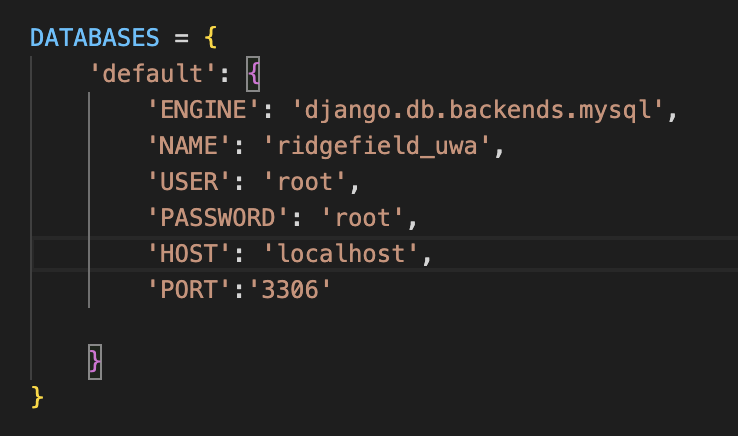 DATABASES = {
    'default': {
        'ENGINE': 'django.db.backends.mysql',
        'NAME': 'ridgefield_uwa',
        'USER': 'root',
        'PASSWORD': 'root',
        'HOST': 'localhost',
        'PORT':'3306'
    }
}